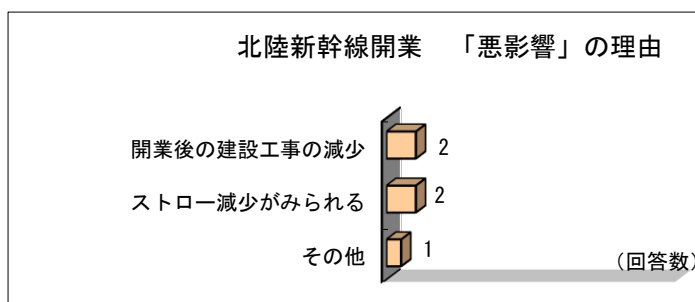 北陸新幹線開業　「悪影響」の理由
開業後の建設工事の減少 2
ストロー減少がみられる 2
その他 1
（回答数）